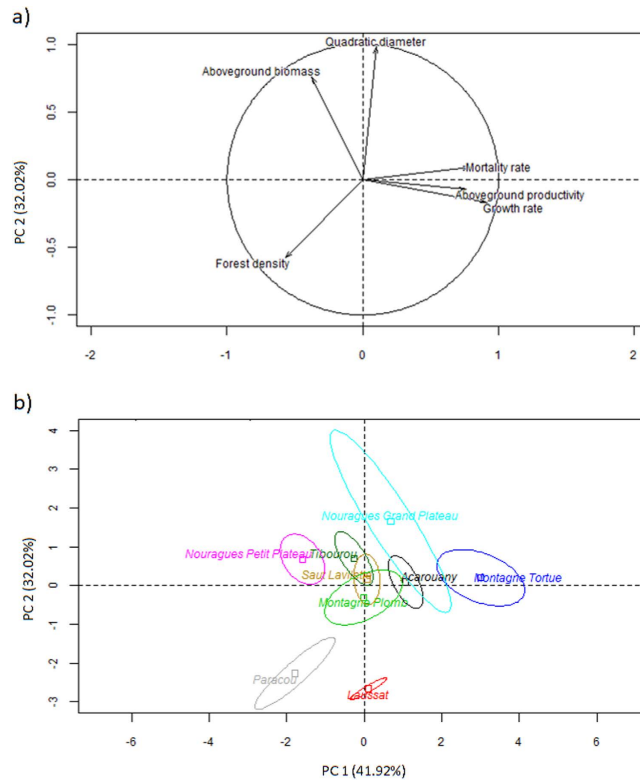 a)
Quadratic diameter
Aboveground biomass
Mortality rate
Aboveground productivity
Growth rate
Forest density
PC 2 (32.02%)
1.0
0.5
0.0
-0.5
-1.0
-2
-1
0
1
2
b)
Nouragues Grand Plateau
Nouragues Petit Plateau
Tibourou
Saul Lavilette
Acarouany
Montagne Tortue
Montagne Plomb
Paracou
Laussat
PC 2 (32.02%)
4
3
2
1
0
-1
-2
-3
-6
-4
-2
0
2
4
6
PC 1 (41.92%)